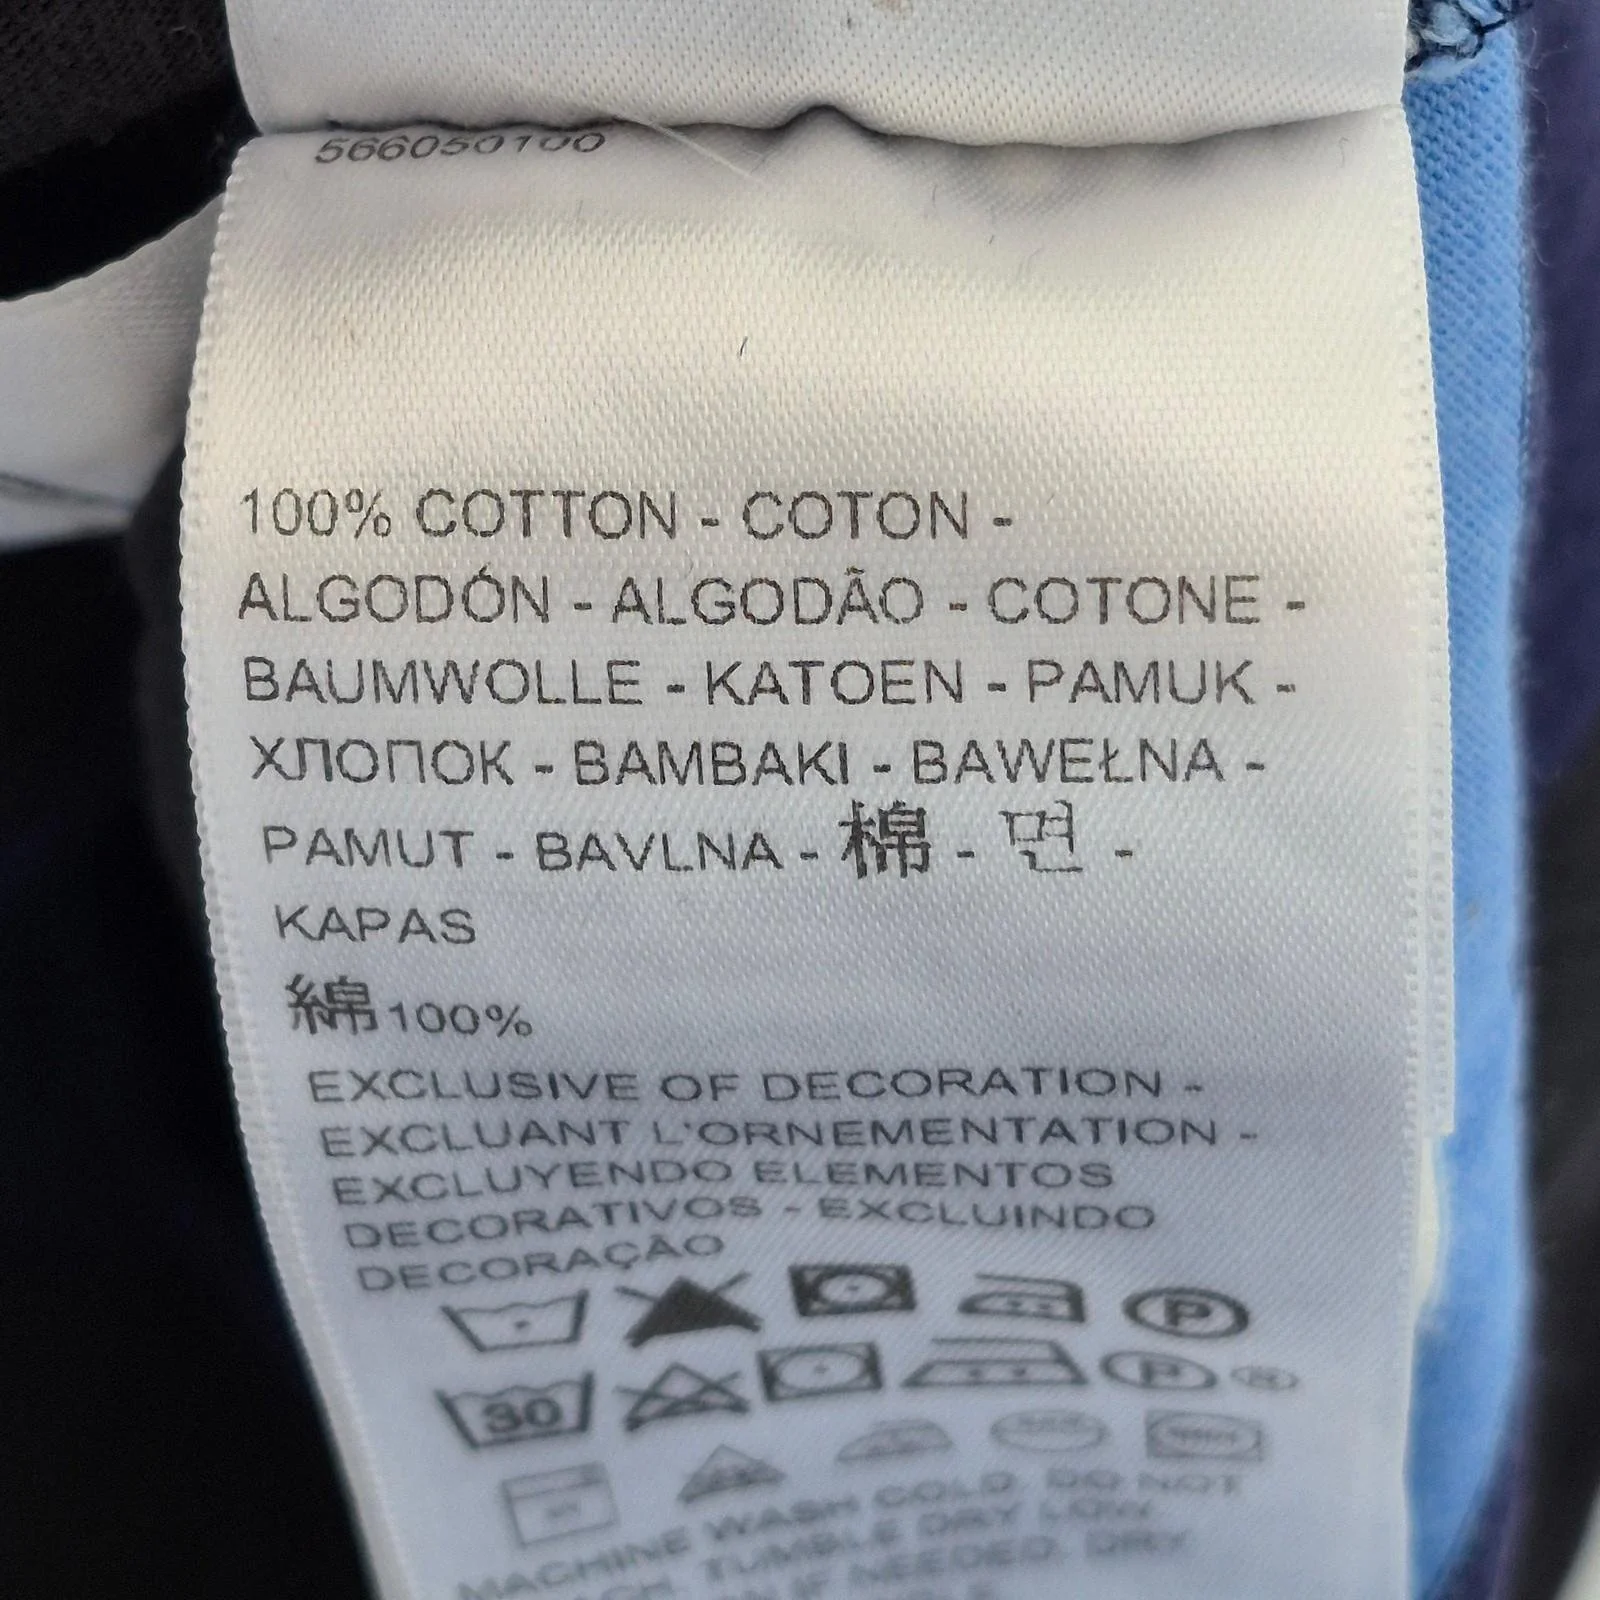 566050100
100% COTTON - COTON -
ALGODÓN - ALGODÃO - COTONE -
BAUMWOLLE - KATOEN - PAMUK -
ХЛОПОК - BAMBAKI - BAWEŁNA -
PAMUT - BAVLNA - 棉 - 면 -
KAPAS
綿100%
EXCLUSIVE OF DECORATION -
EXCLUANT L'ORNEMENTATION -
EXCLUYENDO ELEMENTOS
DECORATIVOS - EXCLUINDO
DECORAÇÃO
P
30 P
MACHINE WASH COLD. DO NOT
TUMBLE DRY LOW
IF NEEDED. DRY